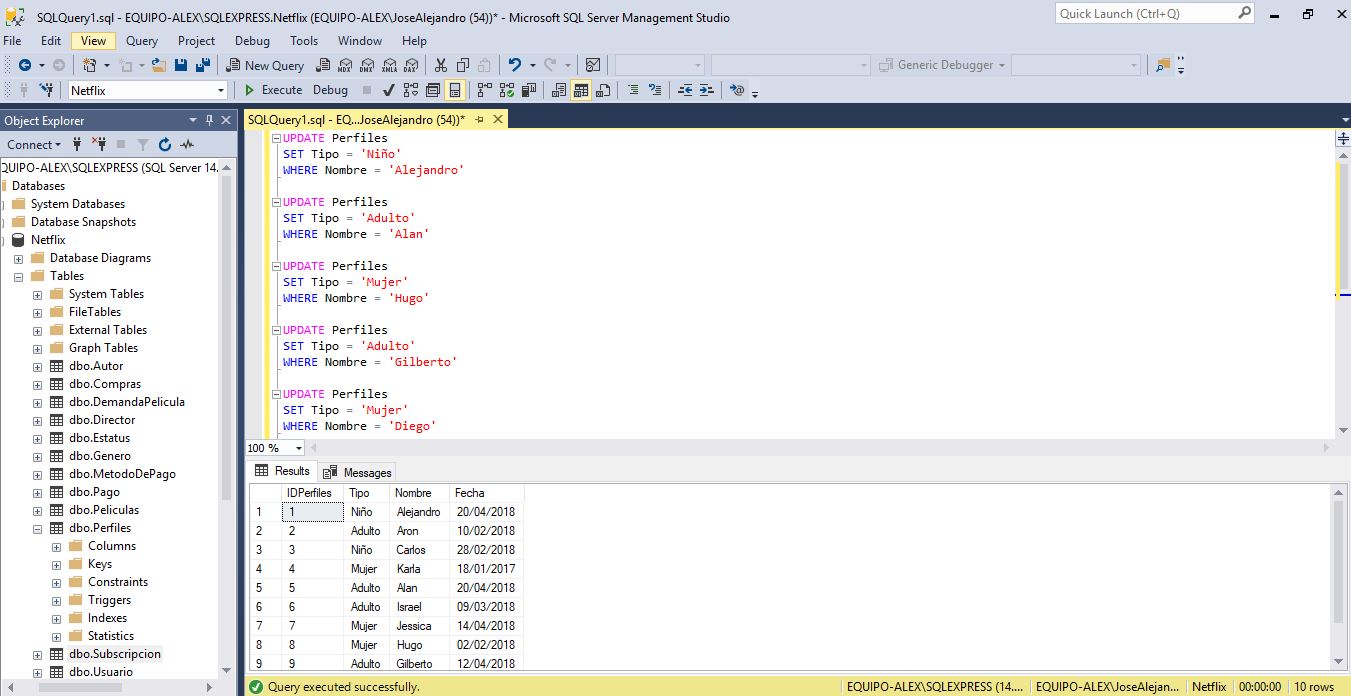 SQLQuery1.sql - EQUIPO-ALEX\SQLEXPRESS.Netflix (EQUIPO-ALEX\JoseAlejandro (54))* - Microsoft SQL Server Management Studio
Quick Launch (Ctrl+Q)
File Edit View Query Project Debug Tools Window Help
New Query
MDX DMX XMLA DAX
Generic Debugger
Netflix
Execute Debug
Object Explorer
Connect
QUIPO-ALEX\SQLEXPRESS (SQL Server 14.
Databases
System Databases
Database Snapshots
Netflix
Database Diagrams
Tables
System Tables
FileTables
External Tables
Graph Tables
dbo.Autor
dbo.Compras
dbo.DemandaPelicula
dbo.Director
dbo.Estatus
dbo.Genero
dbo.MetodoDePago
dbo.Pago
dbo.Peliculas
dbo.Perfiles
Columns
Keys
Constraints
Triggers
Indexes
Statistics
dbo.Subscripcion
dbo.Usuario
SQLQuery1.sql - EQ...JoseAlejandro (54))*
UPDATE Perfiles
SET Tipo = 'Niño'
WHERE Nombre = 'Alejandro'
UPDATE Perfiles
SET Tipo = 'Adulto'
WHERE Nombre = 'Alan'
UPDATE Perfiles
SET Tipo = 'Mujer'
WHERE Nombre = 'Hugo'
UPDATE Perfiles
SET Tipo = 'Adulto'
WHERE Nombre = 'Gilberto'
UPDATE Perfiles
SET Tipo = 'Mujer'
WHERE Nombre = 'Diego'
100 %
Results Messages
IDPerfiles Tipo Nombre Fecha
1 1 Niño Alejandro 20/04/2018
2 2 Adulto Aron 10/02/2018
3 3 Niño Carlos 28/02/2018
4 4 Mujer Karla 18/01/2017
5 5 Adulto Alan 20/04/2018
6 6 Adulto Israel 09/03/2018
7 7 Mujer Jessica 14/04/2018
8 8 Mujer Hugo 02/02/2018
9 9 Adulto Gilberto 12/04/2018
Query executed successfully.
EQUIPO-ALEX\SQLEXPRESS (14.... EQUIPO-ALEX\JoseAlejan... Netflix 00:00:00 10 rows